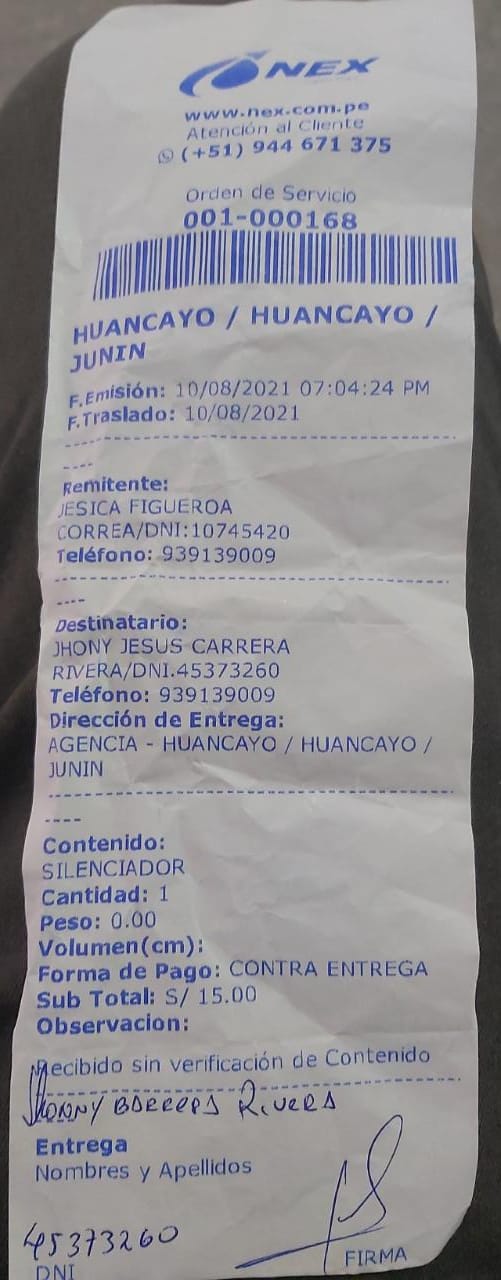 NEX
www.nex.com.pe
Atención al Cliente
(+51) 944 671 375
Orden de Servicio
001-000168
HUANCAYO / HUANCAYO /
JUNIN
F.Emisión: 10/08/2021 07:04:24 PM
F.Traslado: 10/08/2021
----
Remitente:
JESICA FIGUEROA
CORREA/DNI:10745420
Teléfono: 939139009
----
Destinatario:
JHONY JESUS CARRERA
RIVERA/DNI.45373260
Teléfono: 939139009
Dirección de Entrega:
AGENCIA - HUANCAYO / HUANCAYO /
JUNIN
----
Contenido:
SILENCIADOR
Cantidad: 1
Peso: 0.00
Volumen(cm):
Forma de Pago: CONTRA ENTREGA
Sub Total: S/ 15.00
Observacion:
Recibido sin verificación de Contenido
Rivera
Entrega
Nombres y Apellidos
45373260
DNI
FIRMA